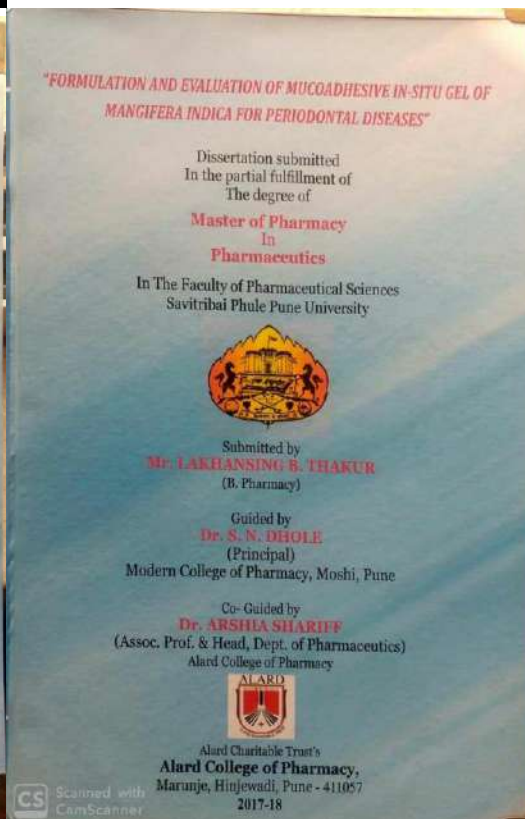 "FORMULATION AND EVALUATION OF MUCOADHESIVE IN-SITU GEL OF
MANGIFERA INDICA FOR PERIODONTAL DISEASES"
Dissertation submitted
In the partial fulfillment of
The degree of
Master of Pharmacy
In
Pharmaceutics
In The Faculty of Pharmaceutical Sciences
Savitribai Phule Pune University
Submitted by
Mr. LAKHANSING B. THAKUR
(B. Pharmacy)
Guided by
Dr. S. N. DHOLE
(Principal)
Modern College of Pharmacy, Moshi, Pune
Co- Guided by
Dr. ARSHIA SHARIFF
(Assoc. Prof. & Head, Dept. of Pharmaceutics)
Alard College of Pharmacy
ALARD
Alard Charitable Trust's
Alard College of Pharmacy,
Marunje, Hinjewadi, Pune - 411057
2017-18
CS Scanned with
CamScanner